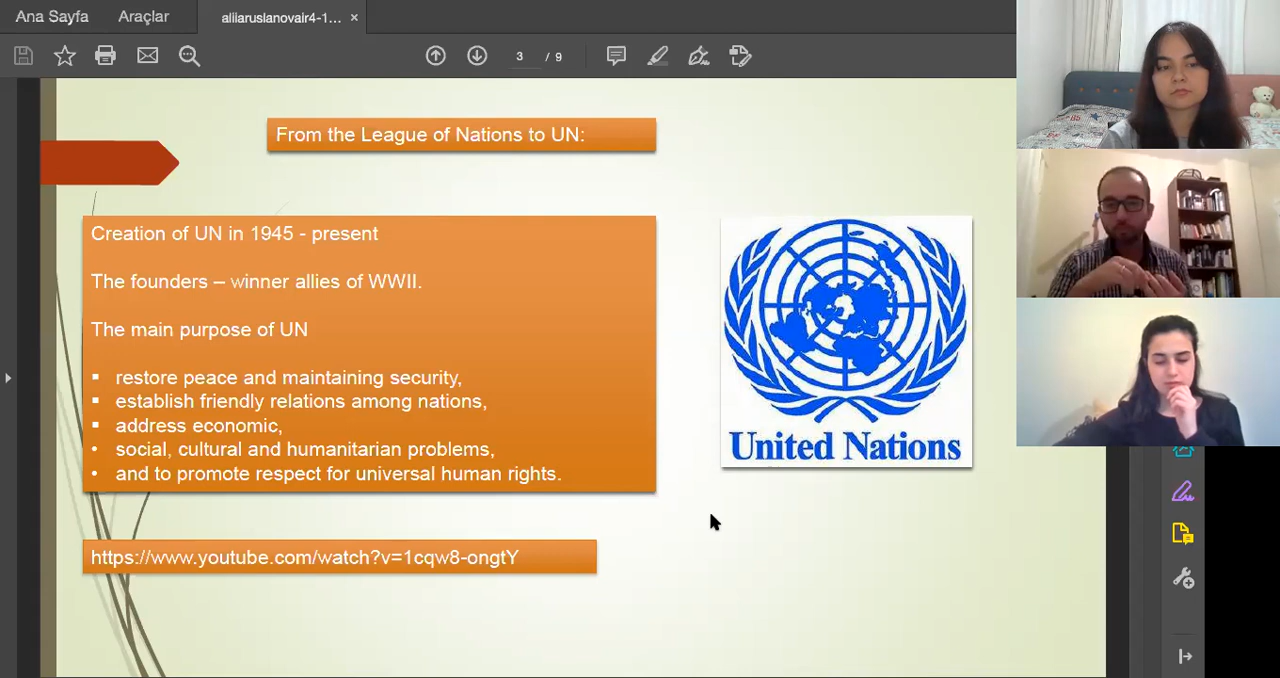 Ana Sayfa
Araçlar
aliiaruslanovair4-1...
3 / 9
From the League of Nations to UN:
Creation of UN in 1945 - present
The founders – winner allies of WWII.
The main purpose of UN
▪ restore peace and maintaining security,
▪ establish friendly relations among nations,
▪ address economic,
• social, cultural and humanitarian problems,
• and to promote respect for universal human rights.
United Nations
https://www.youtube.com/watch?v=1cqw8-ongtY